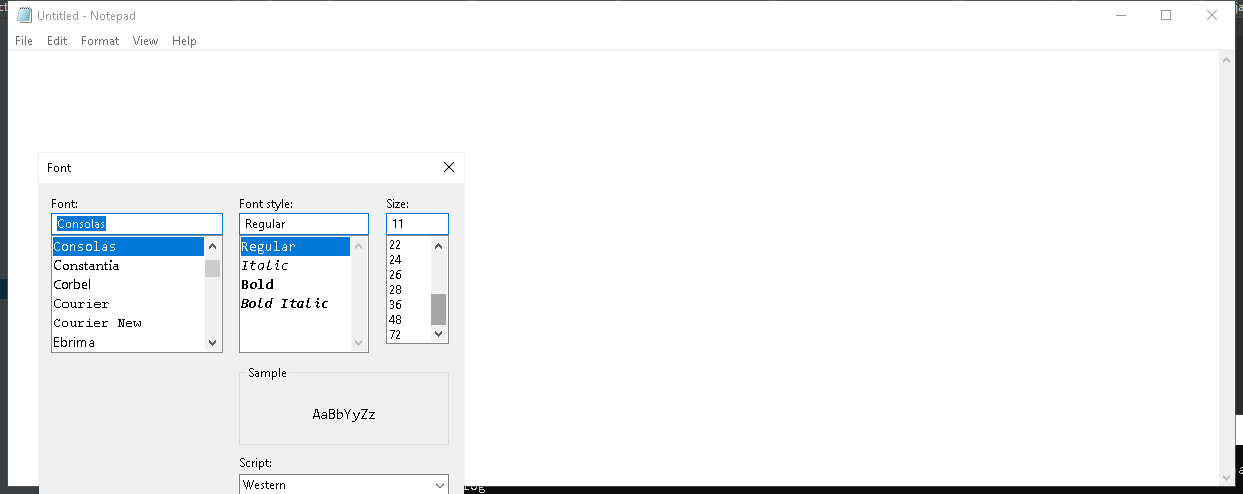 Untitled - Notepad
File Edit Format View Help
Font
Font: Font style: Size:
Consolas Regular 11
Consolas Regular 22
Constantia Italic 24
Corbel Bold 26
Courier Bold Italic 28
Courier New 36
Ebrima 48
72
Sample
AaBbYyZz
Script:
Western